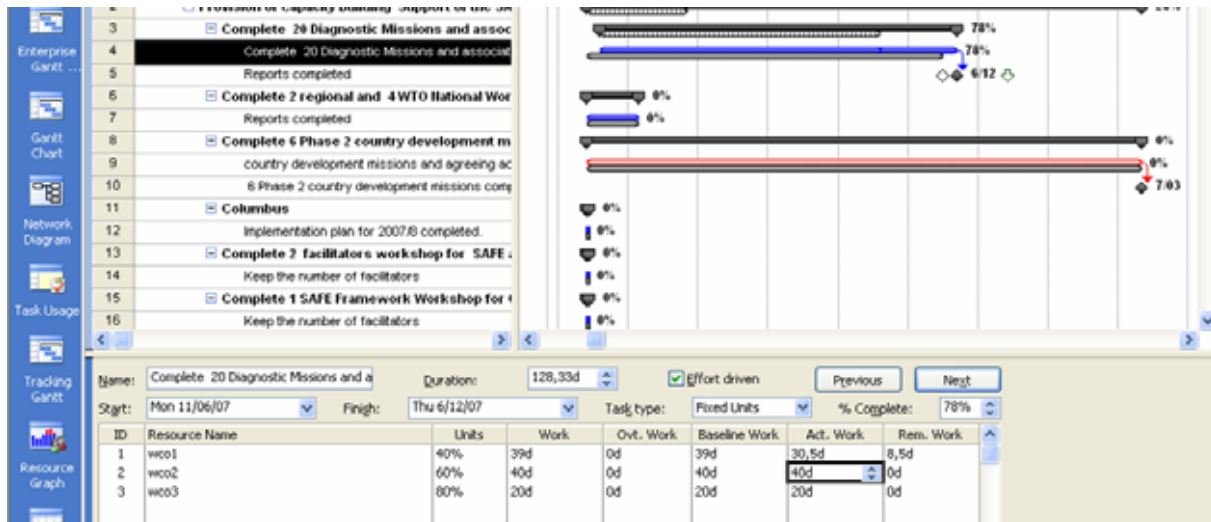 Enterprise
Gantt ...
Gantt
Chart
Network
Diagram
Task Usage
Tracking
Gantt
Resource
Graph
2 Provision of Capacity Building Support of the SA
3 Complete 20 Diagnostic Missions and assoc 78%
4 Complete 20 Diagnostic Missions and associat 78%
5 Reports completed 6/12
6 Complete 2 regional and 4 WTO National Wor 0%
7 Reports completed 0%
8 Complete 6 Phase 2 country development m 0%
9 country development missions and agreeing ac 0%
10 6 Phase 2 country development missions comp 7/03
11 Columbus 0%
12 Implementation plan for 2007/8 completed. 0%
13 Complete 2 facilitators workshop for SAFE 0%
14 Keep the number of facilitators 0%
15 Complete 1 SAFE Framework Workshop for 0%
16 Keep the number of facilitators 0%
Name: Complete 20 Diagnostic Missions and a Duration: 128,33d Effort driven Previous Next
Start: Mon 11/06/07 Finish: Thu 6/12/07 Task type: Fixed Units % Complete: 78%
ID Resource Name Units Work Ovt. Work Baseline Work Act. Work Rem. Work
1 wco1 40% 39d 0d 39d 30,5d 8,5d
2 wco2 60% 40d 0d 40d 40d 0d
3 wco3 80% 20d 0d 20d 20d 0d